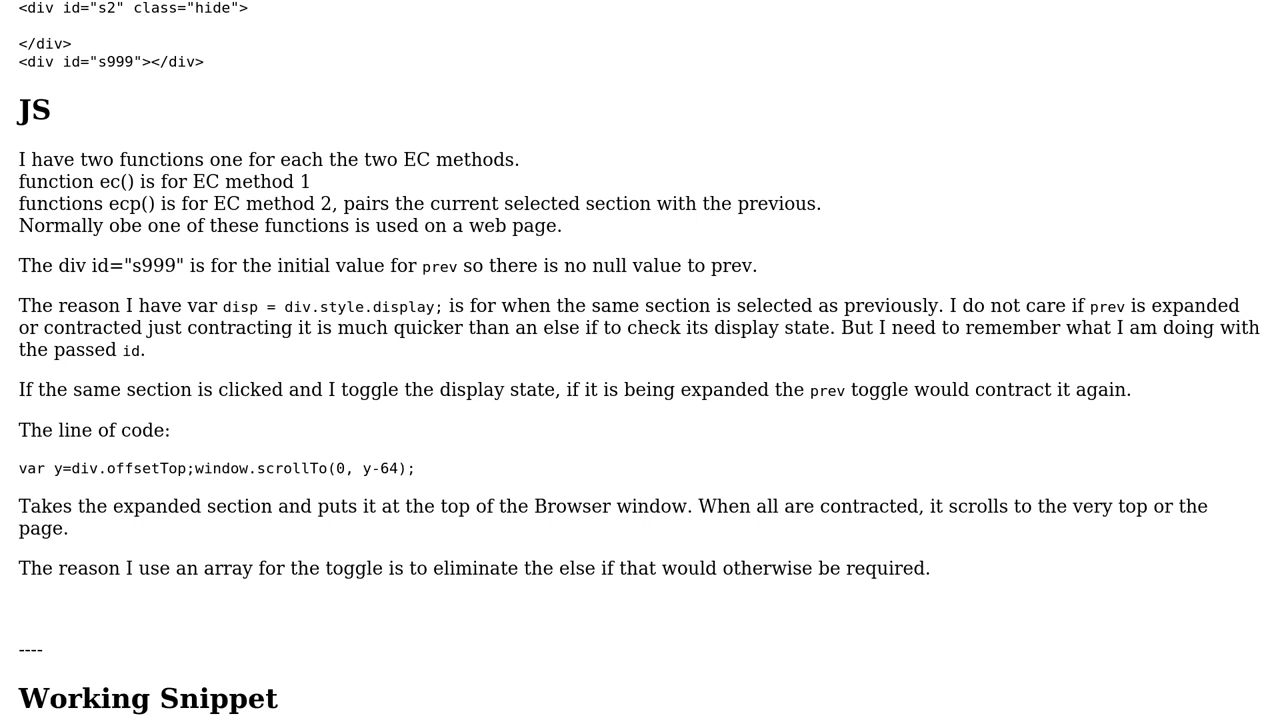 <div id="s2" class="hide">
</div>
<div id="s999"></div>
JS
I have two functions one for each the two EC methods.
function ec() is for EC method 1
functions ecp() is for EC method 2, pairs the current selected section with the previous.
Normally obe one of these functions is used on a web page.
The div id="s999" is for the initial value for prev so there is no null value to prev.
The reason I have var disp = div.style.display; is for when the same section is selected as previously. I do not care if prev is expanded
or contracted just contracting it is much quicker than an else if to check its display state. But I need to remember what I am doing with
the passed id.
If the same section is clicked and I toggle the display state, if it is being expanded the prev toggle would contract it again.
The line of code:
var y=div.offsetTop;window.scrollTo(0, y-64);
Takes the expanded section and puts it at the top of the Browser window. When all are contracted, it scrolls to the very top or the
page.
The reason I use an array for the toggle is to eliminate the else if that would otherwise be required.
----
Working Snippet